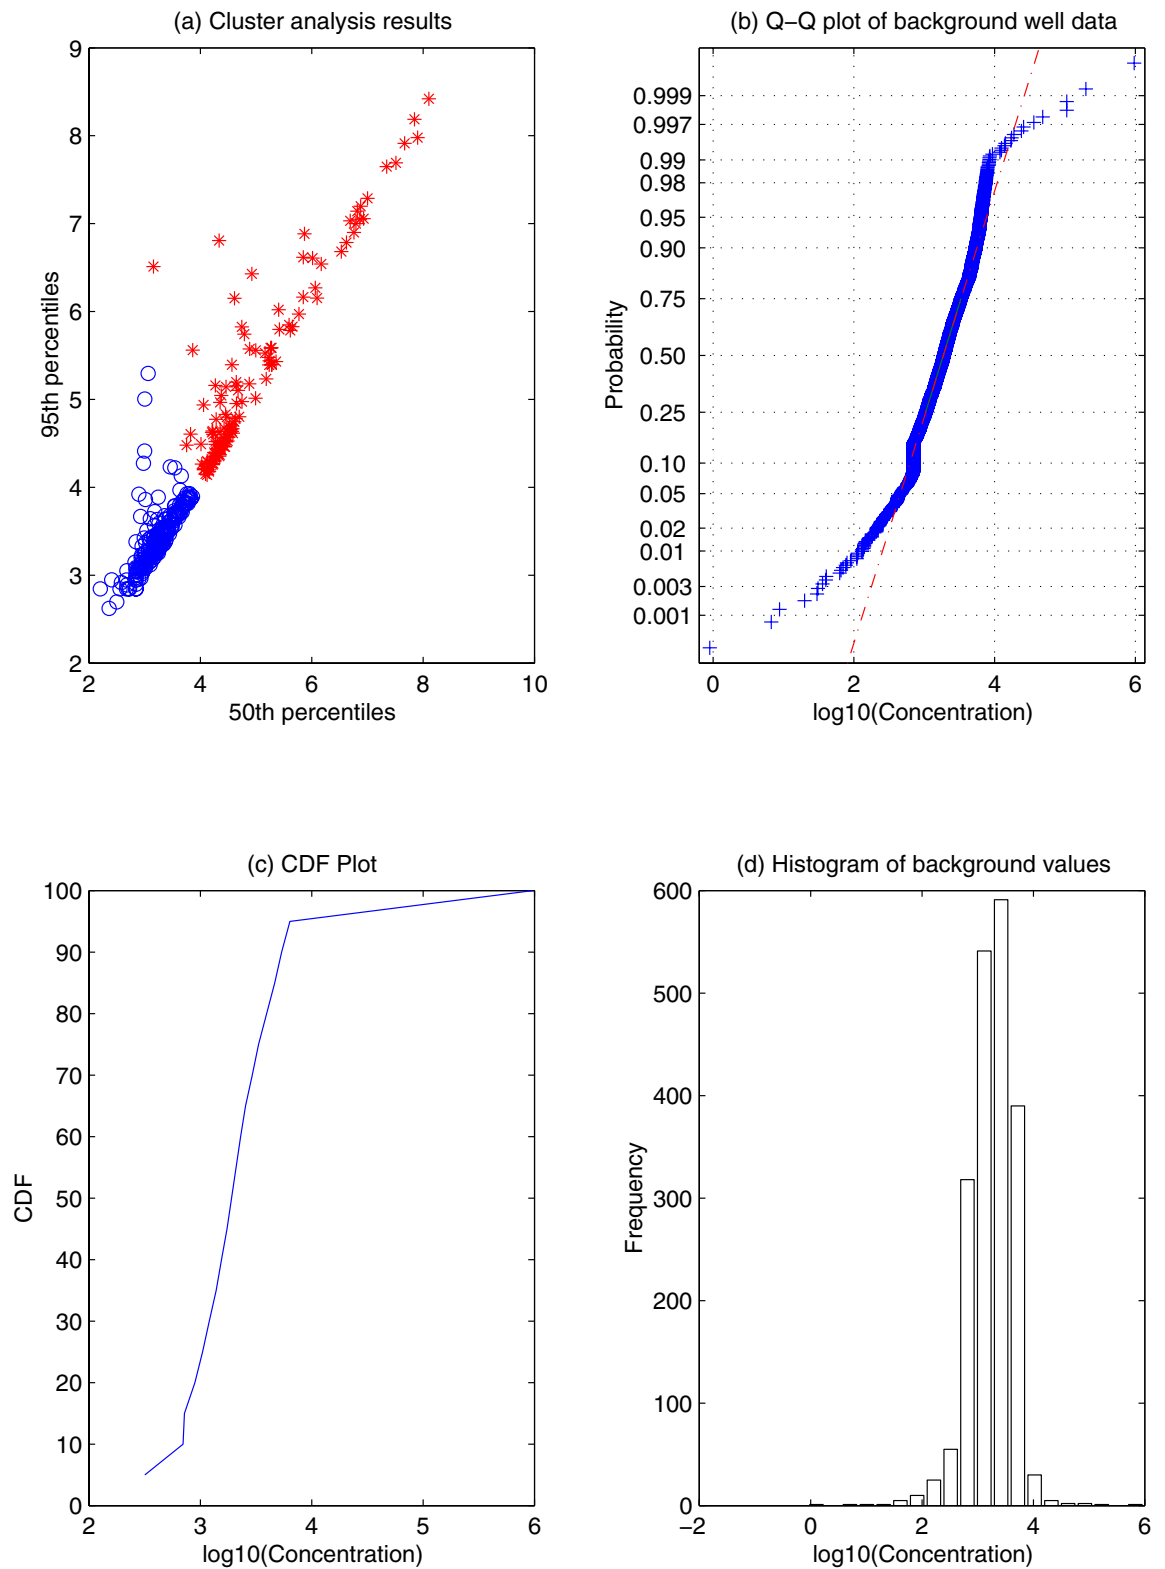 (a) Cluster analysis results
9
8
7
6
5
4
3
2
2 4 6 8 10
95th percentiles
50th percentiles
(b) Q−Q plot of background well data
0.999
0.997
0.99
0.98
0.95
0.90
0.75
0.50
0.25
0.10
0.05
0.02
0.01
0.003
0.001
0 2 4 6
Probability
log10(Concentration)
(c) CDF Plot
100
90
80
70
60
50
40
30
20
10
0
2 3 4 5 6
CDF
log10(Concentration)
(d) Histogram of background values
600
500
400
300
200
100
0
−2 0 2 4 6
Frequency
log10(Concentration)